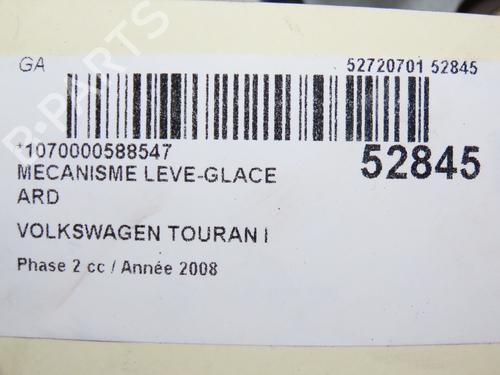 GA
52720701 52845
*1070000588547
52845
MECANISME LEVE-GLACE
ARD
VOLKSWAGEN TOURAN I
Phase 2 cc / Année 2008
B-PARTS